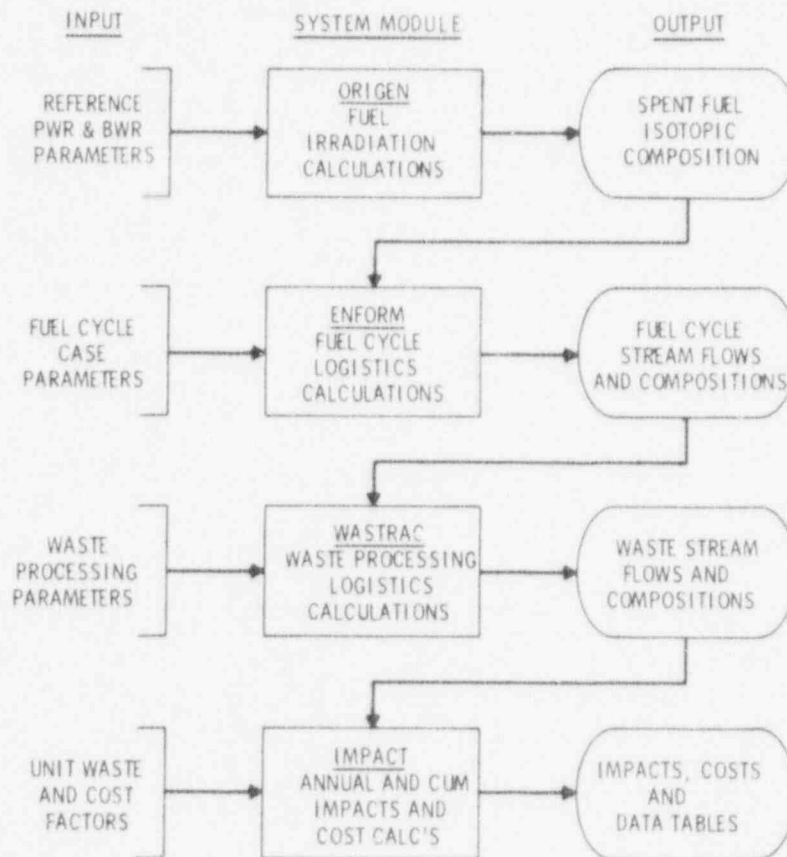 INPUT
SYSTEM MODULE
OUTPUT
REFERENCE
PWR & BWR
PARAMETERS
ORIGEN
FUEL
IRRADIATION
CALCULATIONS
SPENT FUEL
ISOTOPIC
COMPOSITION
FUEL CYCLE
CASE
PARAMETERS
ENFORM
FUEL CYCLE
LOGISTICS
CALCULATIONS
FUEL CYCLE
STREAM FLOWS
AND COMPOSITIONS
WASTE
PROCESSING
PARAMETERS
WASTRAC
WASTE PROCESSING
LOGISTICS
CALCULATIONS
WASTE STREAM
FLOWS AND
COMPOSITIONS
UNIT WASTE
AND COST
FACTORS
IMPACT
ANNUAL AND CUM
IMPACTS AND
COST CALC'S
IMPACTS, COSTS
AND
DATA TABLES